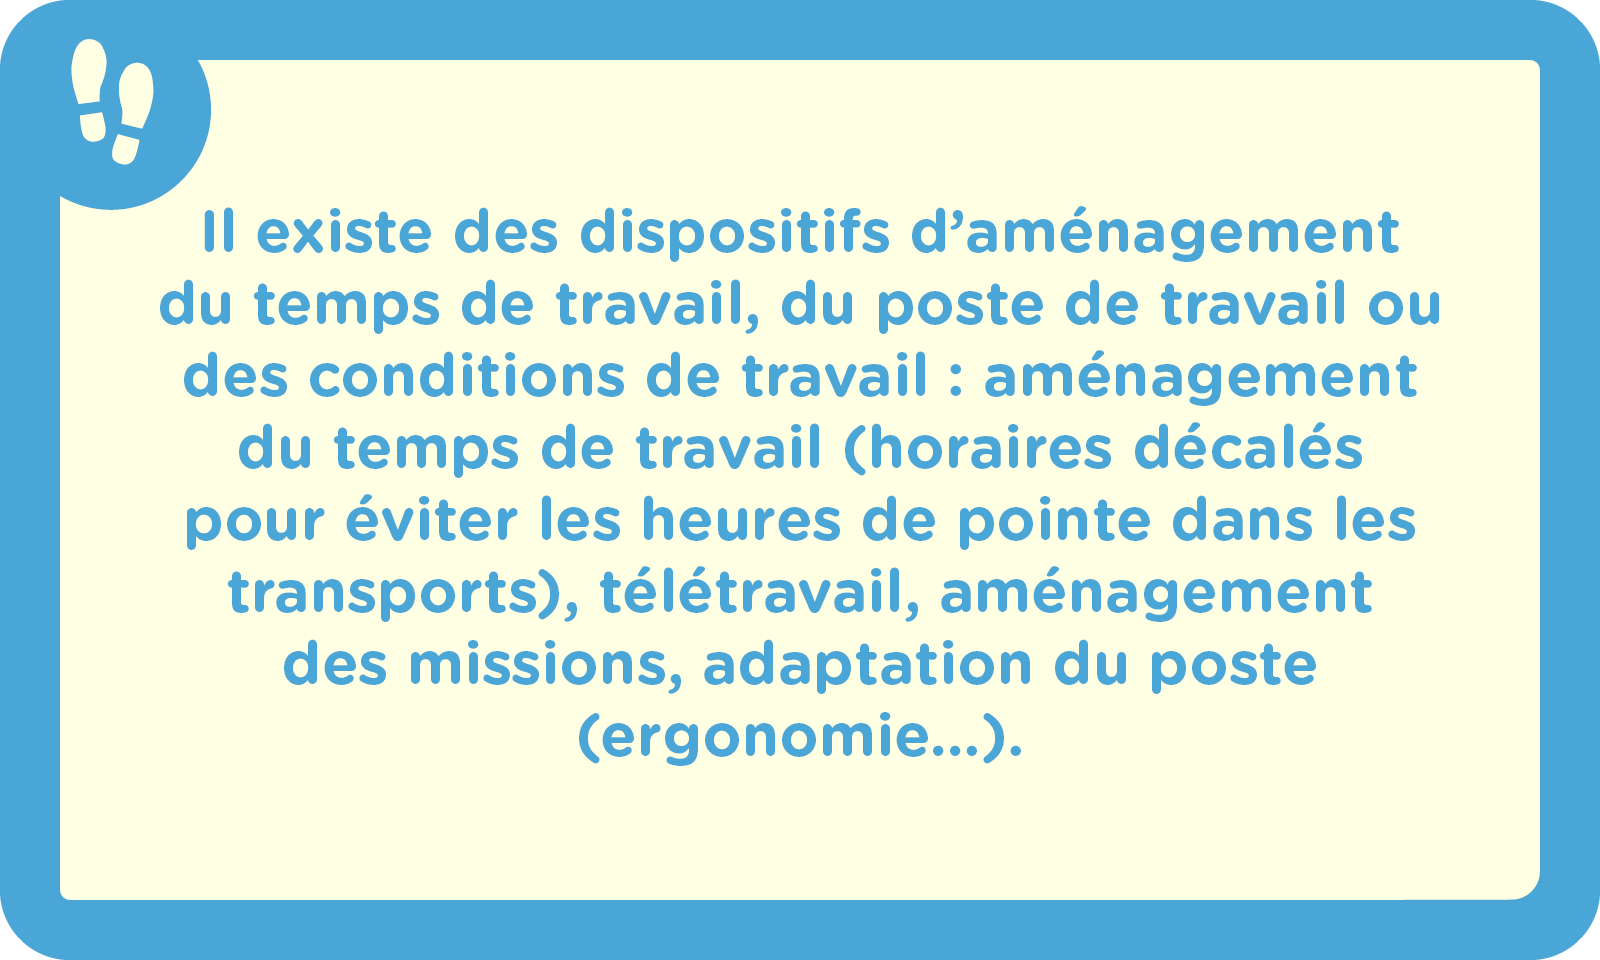 Il existe des dispositifs d’aménagement
du temps de travail, du poste de travail ou
des conditions de travail : aménagement
du temps de travail (horaires décalés
pour éviter les heures de pointe dans les
transports), télétravail, aménagement
des missions, adaptation du poste
(ergonomie...).